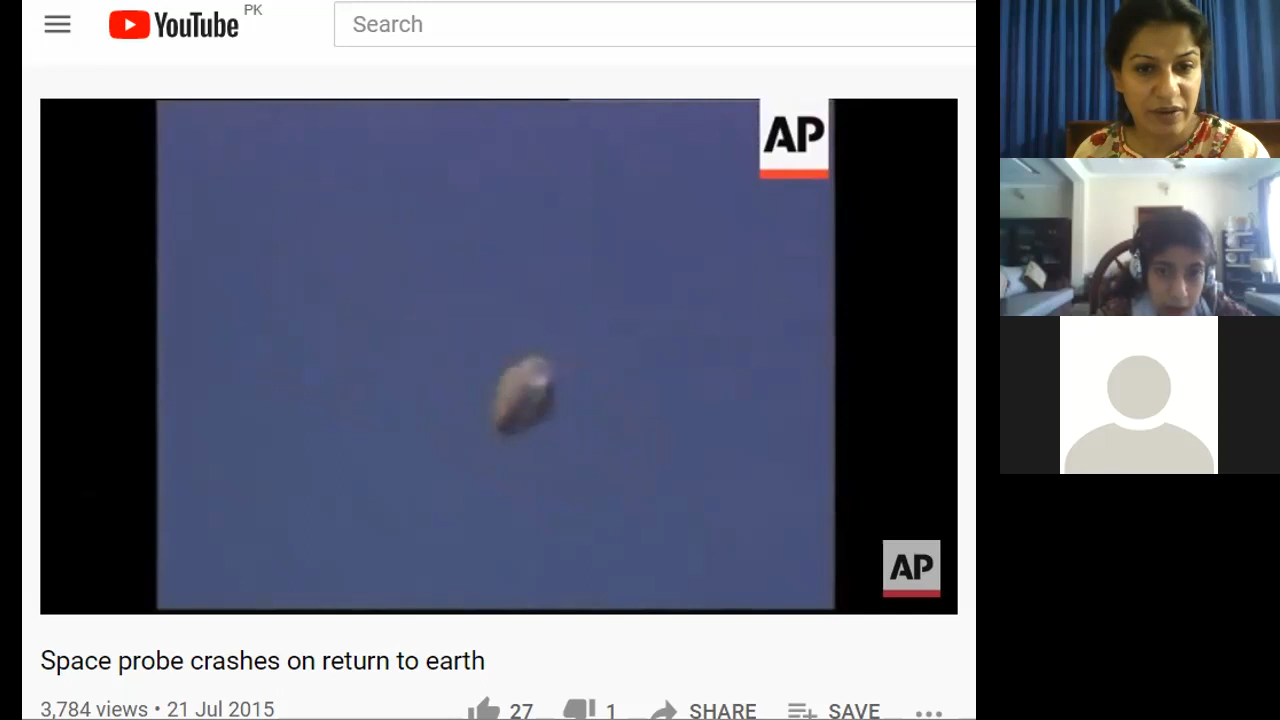 YouTube PK
Search
AP
AP
Space probe crashes on return to earth
3,784 views • 21 Jul 2015
27
1
SHARE
SAVE